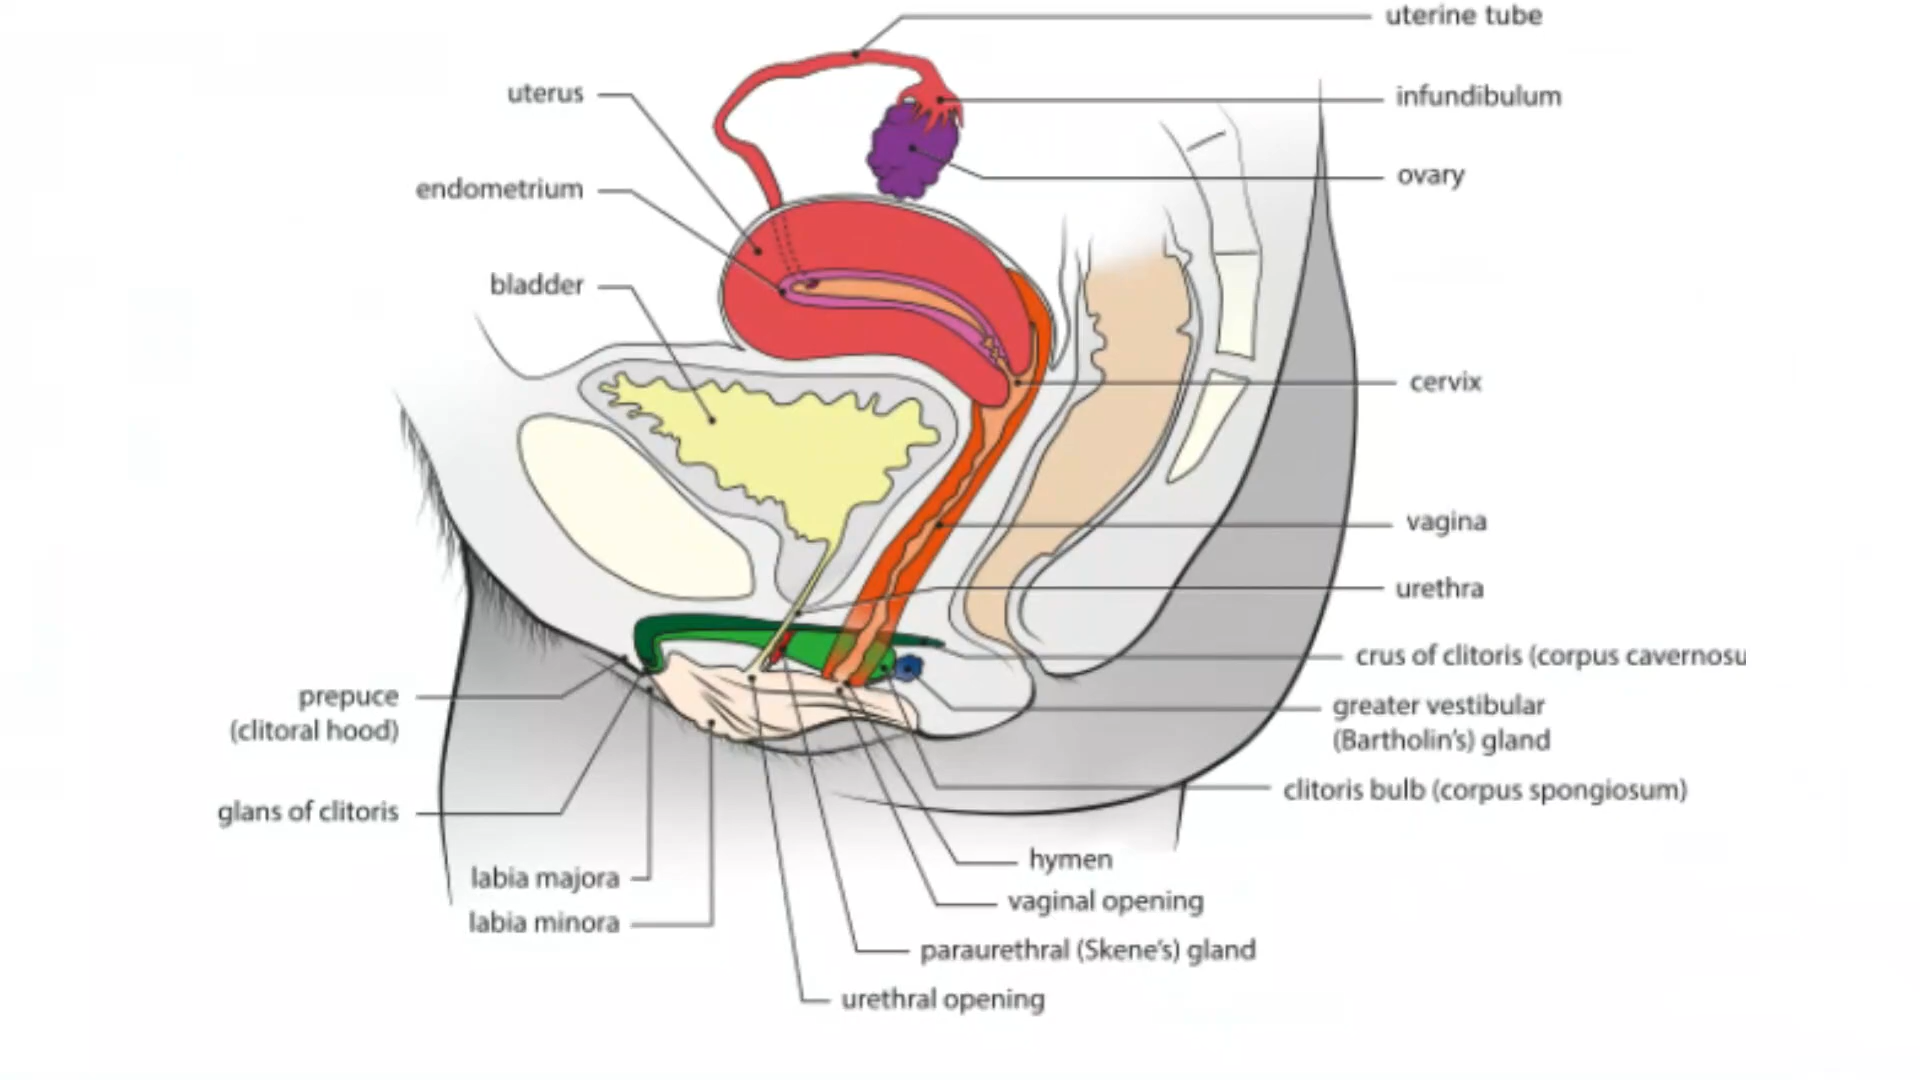 uterine tube
uterus
infundibulum
endometrium
ovary
bladder
cervix
vagina
urethra
crus of clitoris (corpus cavernosu
prepuce
(clitoral hood)
greater vestibular
(Bartholin's) gland
clitoris bulb (corpus spongiosum)
glans of clitoris
hymen
labia majora
vaginal opening
labia minora
paraurethral (Skene's) gland
urethral opening